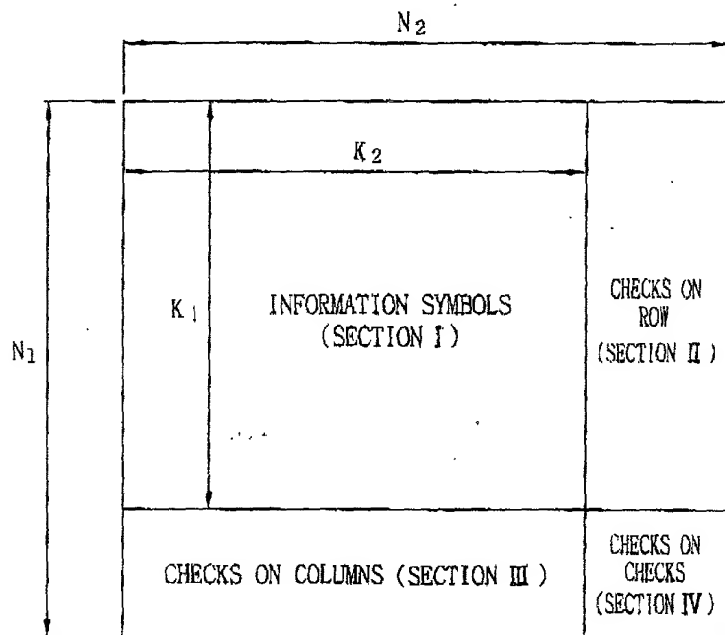 N2
K2
K1
N1
INFORMATION SYMBOLS
(SECTION I)
CHECKS ON
ROW
(SECTION II)
CHECKS ON COLUMNS (SECTION III)
CHECKS ON
CHECKS
(SECTION IV)